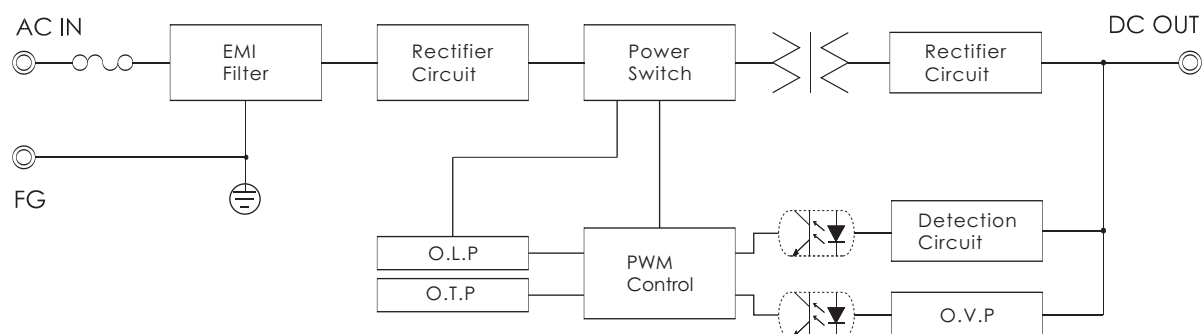 AC IN
EMI
Filter
Rectifier
Circuit
Power
Switch
Rectifier
Circuit
DC OUT
FG
O.L.P
O.T.P
PWM
Control
Detection
Circuit
O.V.P